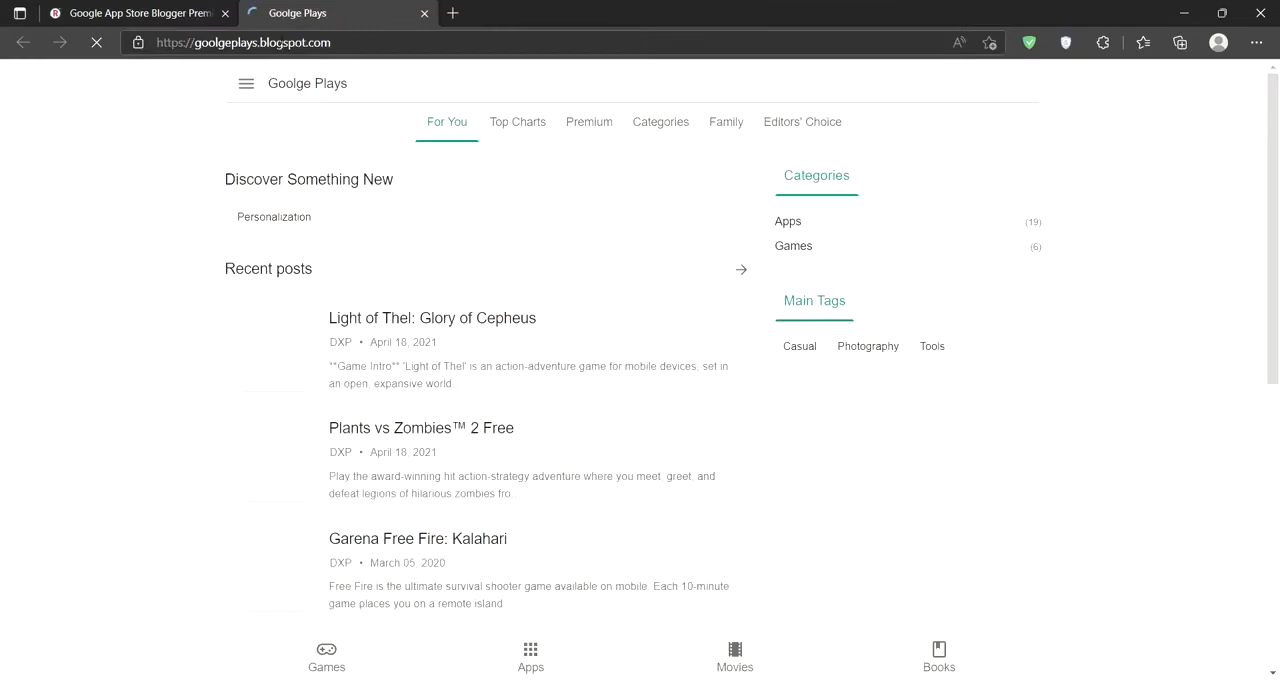 Google App Store Blogger Premi
Goolge Plays
https://goolgeplays.blogspot.com
Goolge Plays
For You Top Charts Premium Categories Family Editors' Choice
Discover Something New
Personalization
Recent posts
Light of Thel: Glory of Cepheus
DXP • April 18, 2021
**Game Intro** 'Light of Thel' is an action-adventure game for mobile devices, set in
an open, expansive world
Plants vs Zombies™ 2 Free
DXP • April 18, 2021
Play the award-winning hit action-strategy adventure where you meet, greet, and
defeat legions of hilarious zombies fro...
Garena Free Fire: Kalahari
DXP • March 05, 2020
Free Fire is the ultimate survival shooter game available on mobile. Each 10-minute
game places you on a remote island
Categories
Apps (19)
Games (6)
Main Tags
Casual Photography Tools
Games Apps Movies Books